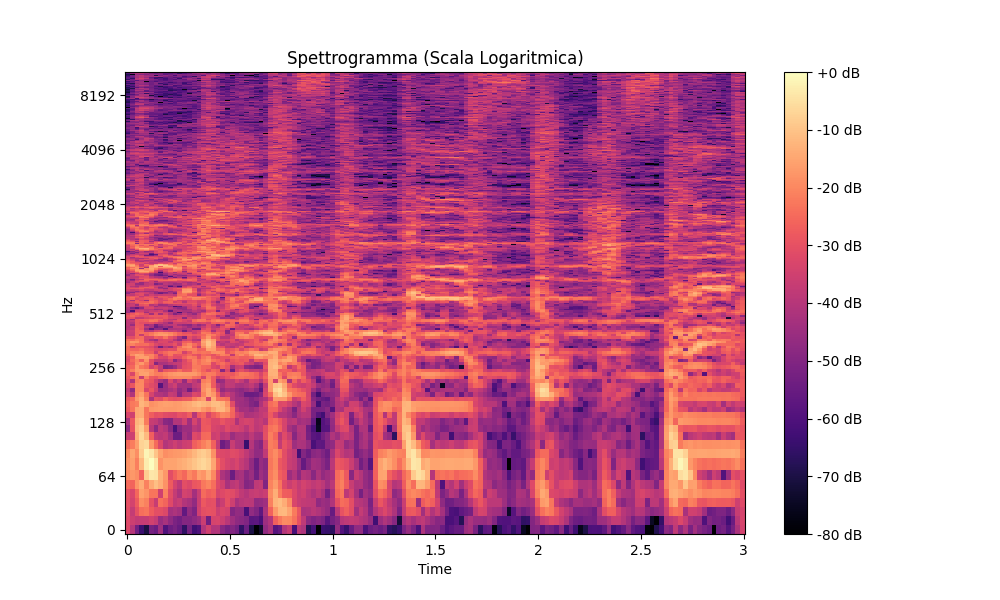 Spettrogramma (Scala Logaritmica)
8192
4096
2048
1024
512
256
128
64
0
Hz
0
0.5
1
1.5
2
2.5
3
Time
+0 dB
-10 dB
-20 dB
-30 dB
-40 dB
-50 dB
-60 dB
-70 dB
-80 dB